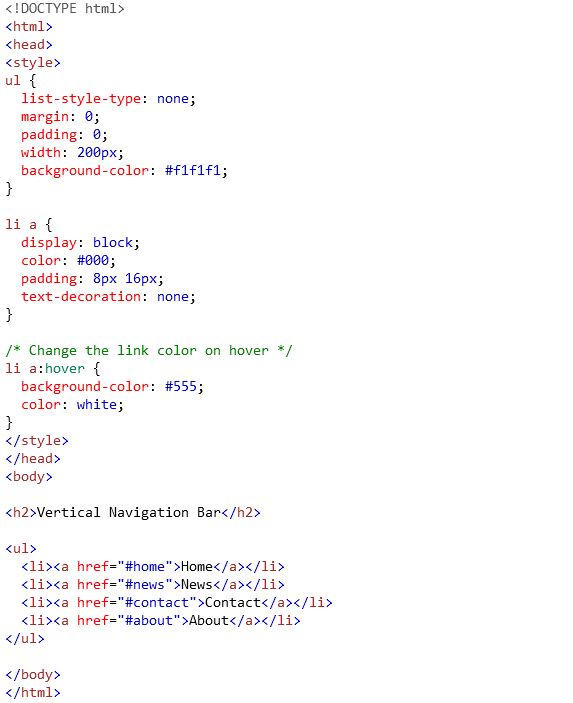 <!DOCTYPE html>
<html>
<head>
<style>
ul {
  list-style-type: none;
  margin: 0;
  padding: 0;
  width: 200px;
  background-color: #f1f1f1;
}

li a {
  display: block;
  color: #000;
  padding: 8px 16px;
  text-decoration: none;
}

/* Change the link color on hover */
li a:hover {
  background-color: #555;
  color: white;
}
</style>
</head>
<body>

<h2>Vertical Navigation Bar</h2>

<ul>
  <li><a href="#home">Home</a></li>
  <li><a href="#news">News</a></li>
  <li><a href="#contact">Contact</a></li>
  <li><a href="#about">About</a></li>
</ul>

</body>
</html>